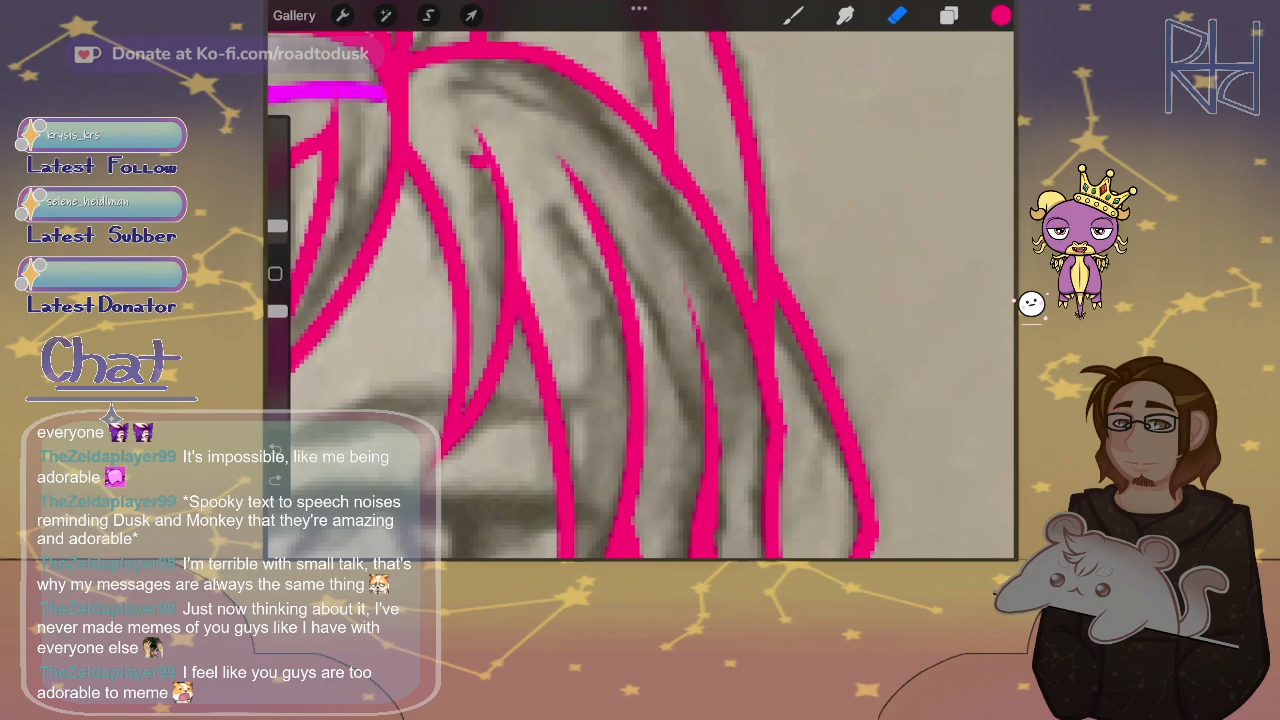 Gallery
Donate at Ko-fi.com/roadtodusk
krysis_krs
Latest Follow
selene_heidlman
Latest Subber
Latest Donator
Chat
everyone
TheZeldaplayer99 It's impossible, like me being
adorable
TheZeldaplayer99 *Spooky text to speech noises
reminding Dusk and Monkey that they're amazing
and adorable*
TheZeldaplayer99 I'm terrible with small talk, that's
why my messages are always the same thing
TheZeldaplayer99 Just now thinking about it, I've
never made memes of you guys like I have with
everyone else
TheZeldaplayer99 I feel like you guys are too
adorable to meme